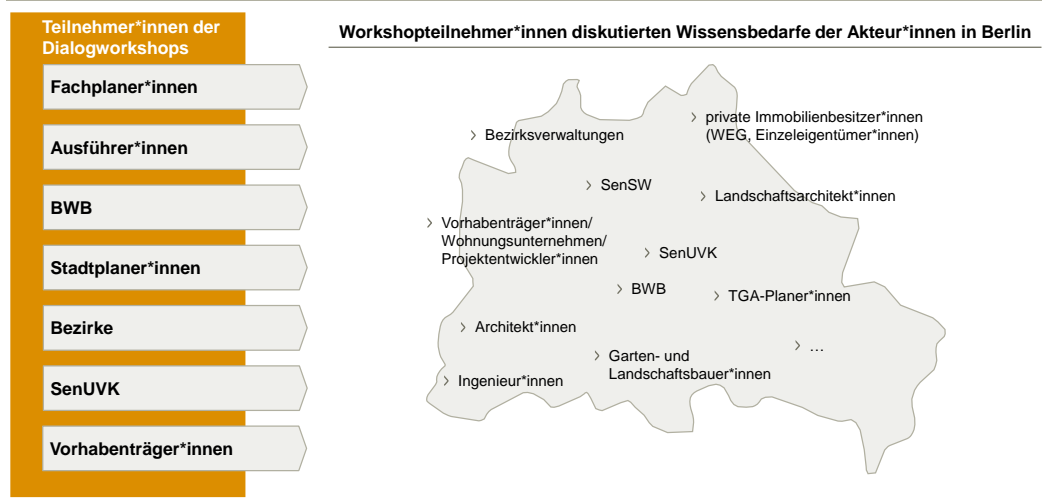 Teilnehmer*innen der
Dialogworkshops
Fachplaner*innen
Ausführer*innen
BWB
Stadtplaner*innen
Bezirke
SenUVK
Vorhabenträger*innen
Workshopteilnehmer*innen diskutierten Wissensbedarfe der Akteur*innen in Berlin
private Immobilienbesitzer*innen
(WEG, Einzeleigentümer*innen)
Bezirksverwaltungen
SenSW
Landschaftsarchitekt*innen
Vorhabenträger*innen/
Wohnungsunternehmen/
Projektentwickler*innen
SenUVK
BWB
TGA-Planer*innen
Architekt*innen
…
Garten- und
Landschaftsbauer*innen
Ingenieur*innen